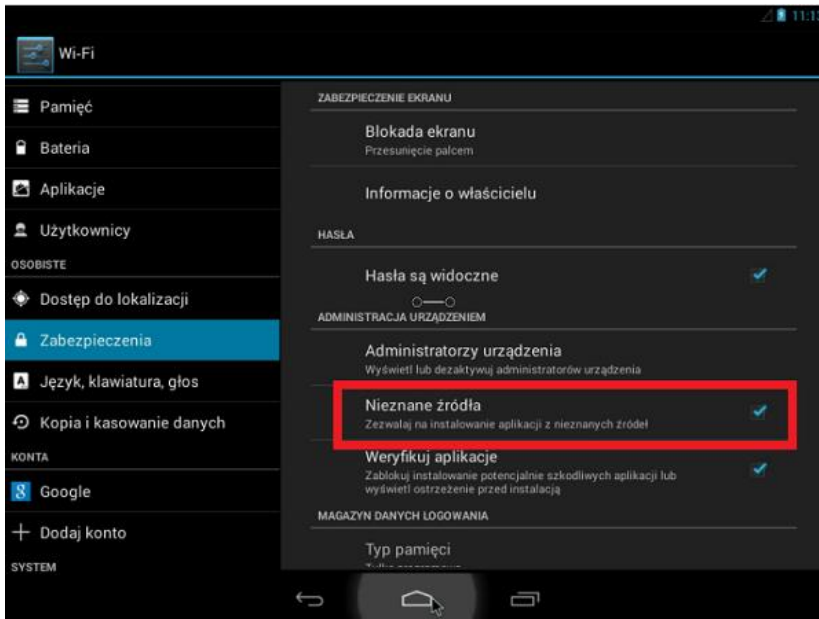 11:13
Wi-Fi
Pamięć
Bateria
Aplikacje
Użytkownicy
OSOBISTE
Dostęp do lokalizacji
Zabezpieczenia
Język, klawiatura, głos
Kopia i kasowanie danych
KONTA
Google
Dodaj konto
SYSTEM
ZABEZPIECZENIE EKRANU
Blokada ekranu
Przesunięcie palcem
Informacje o właścicielu
HASŁA
Hasła są widoczne
ADMINISTRACJA URZĄDZENIEM
Administratorzy urządzenia
Wyświetl lub dezaktywuj administratorów urządzenia
Nieznane źródła
Zezwalaj na instalowanie aplikacji z nieznanych źródeł
Weryfikuj aplikacje
Zablokuj instalowanie potencjalnie szkodliwych aplikacji lub
wyświetl ostrzeżenie przed instalacją
MAGAZYN DANYCH LOGOWANIA
Typ pamięci